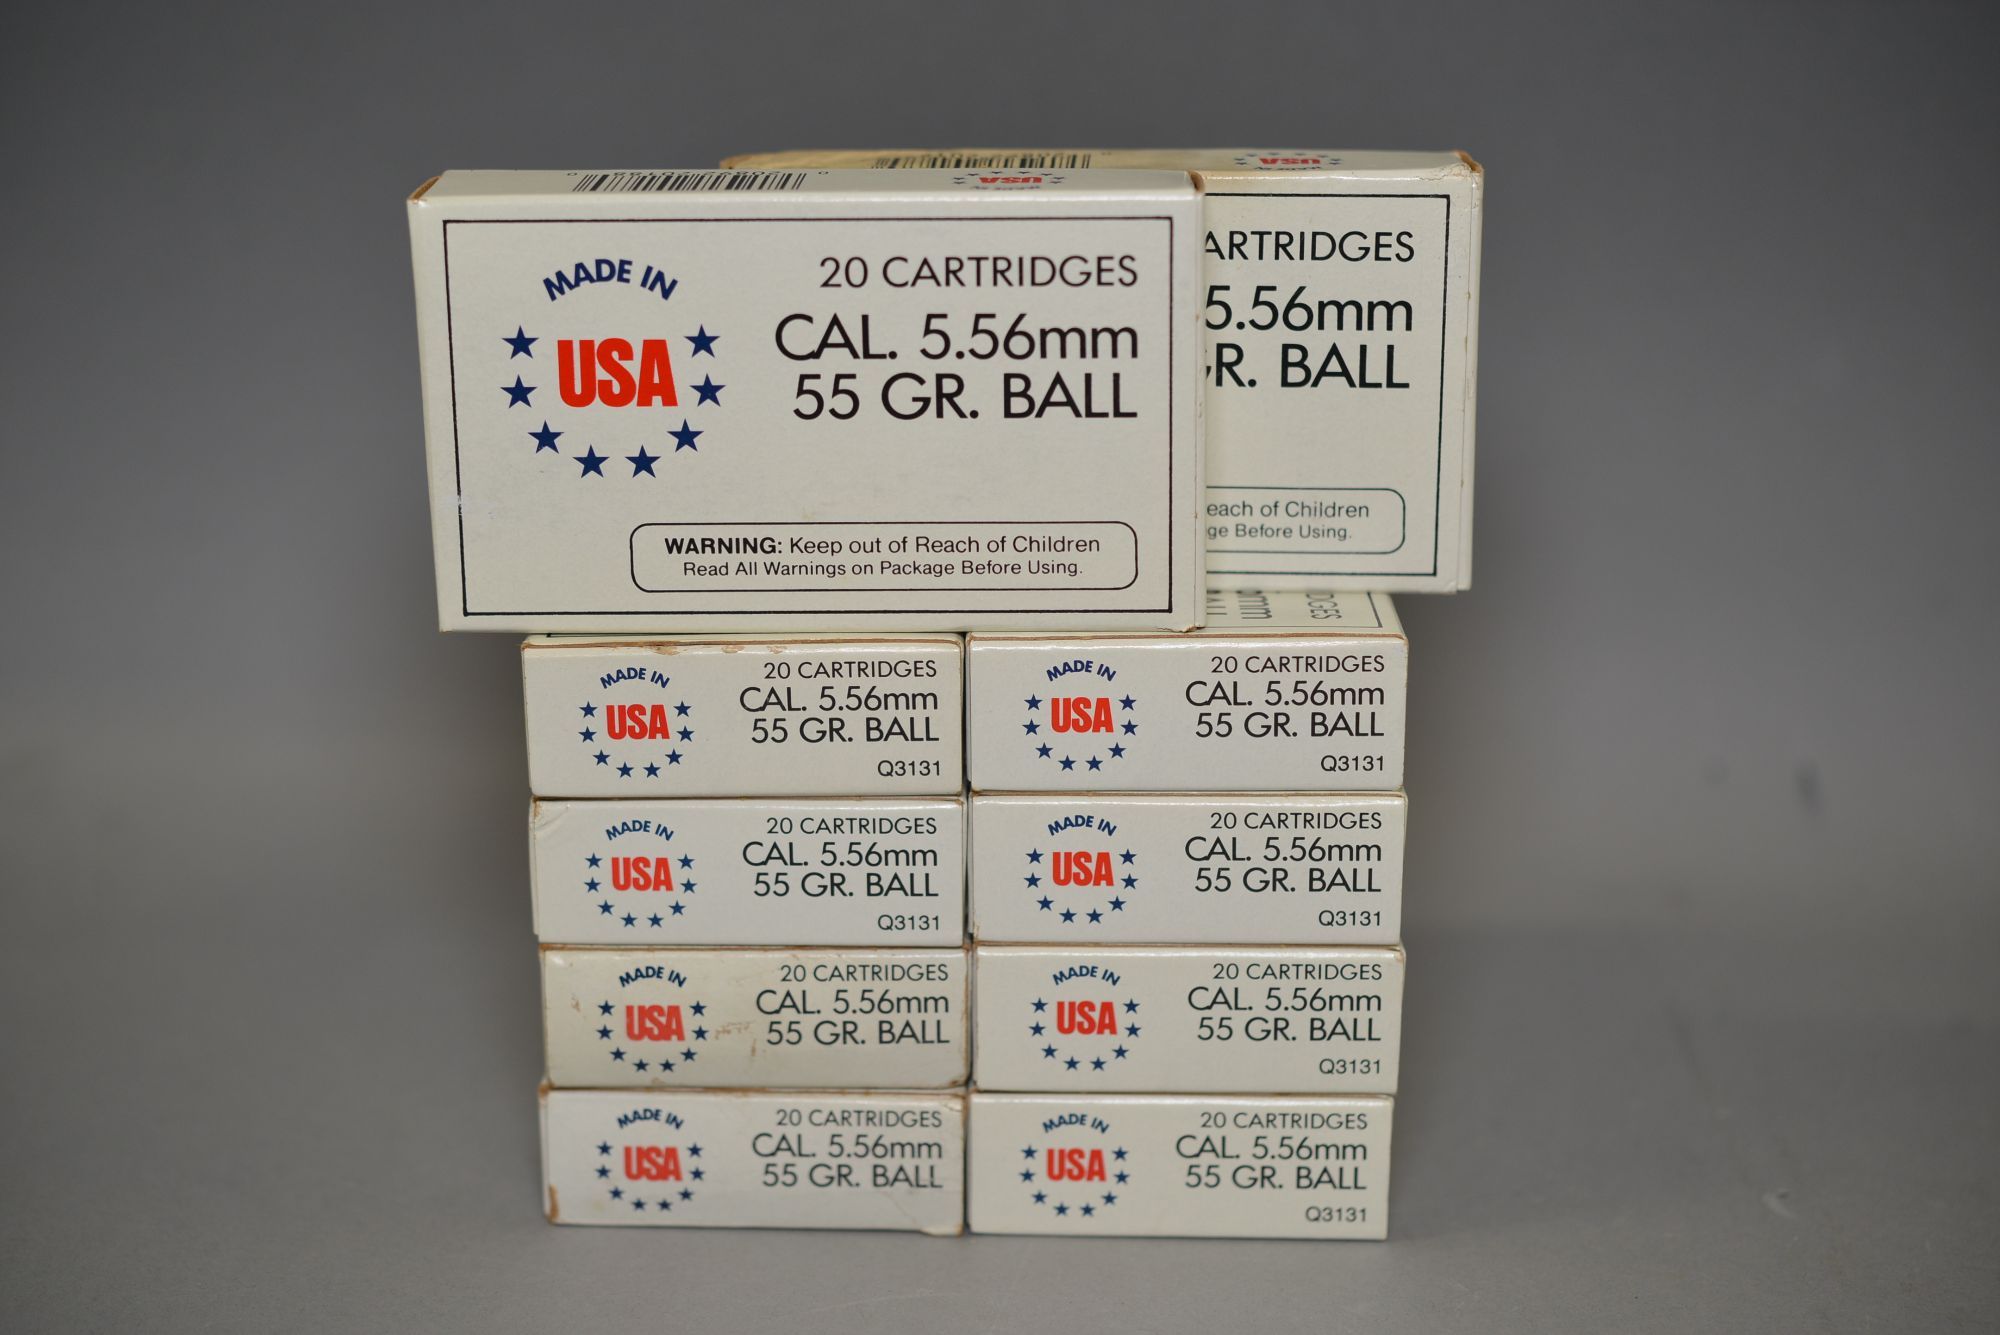 MADE IN
USA
20 CARTRIDGES
CAL. 5.56mm
55 GR. BALL
WARNING: Keep out of Reach of Children
Read All Warnings on Package Before Using.
USA
USA
5.56mm
BALL
of Children
Before Using.
MADE IN
USA
20 CARTRIDGES
CAL. 5.56mm
55 GR. BALL
Q3131
MADE IN
USA
20 CARTRIDGES
CAL. 5.56mm
55 GR. BALL
Q3131
MADE IN
USA
20 CARTRIDGES
CAL. 5.56mm
55 GR. BALL
Q3131
MADE IN
USA
20 CARTRIDGES
CAL. 5.56mm
55 GR. BALL
Q3131
MADE IN
USA
20 CARTRIDGES
CAL. 5.56mm
55 GR. BALL
MADE IN
USA
20 CARTRIDGES
CAL. 5.56mm
55 GR. BALL
Q3131
MADE IN
USA
20 CARTRIDGES
CAL. 5.56mm
55 GR. BALL
MADE IN
USA
20 CARTRIDGES
CAL. 5.56mm
55 GR. BALL
Q3131